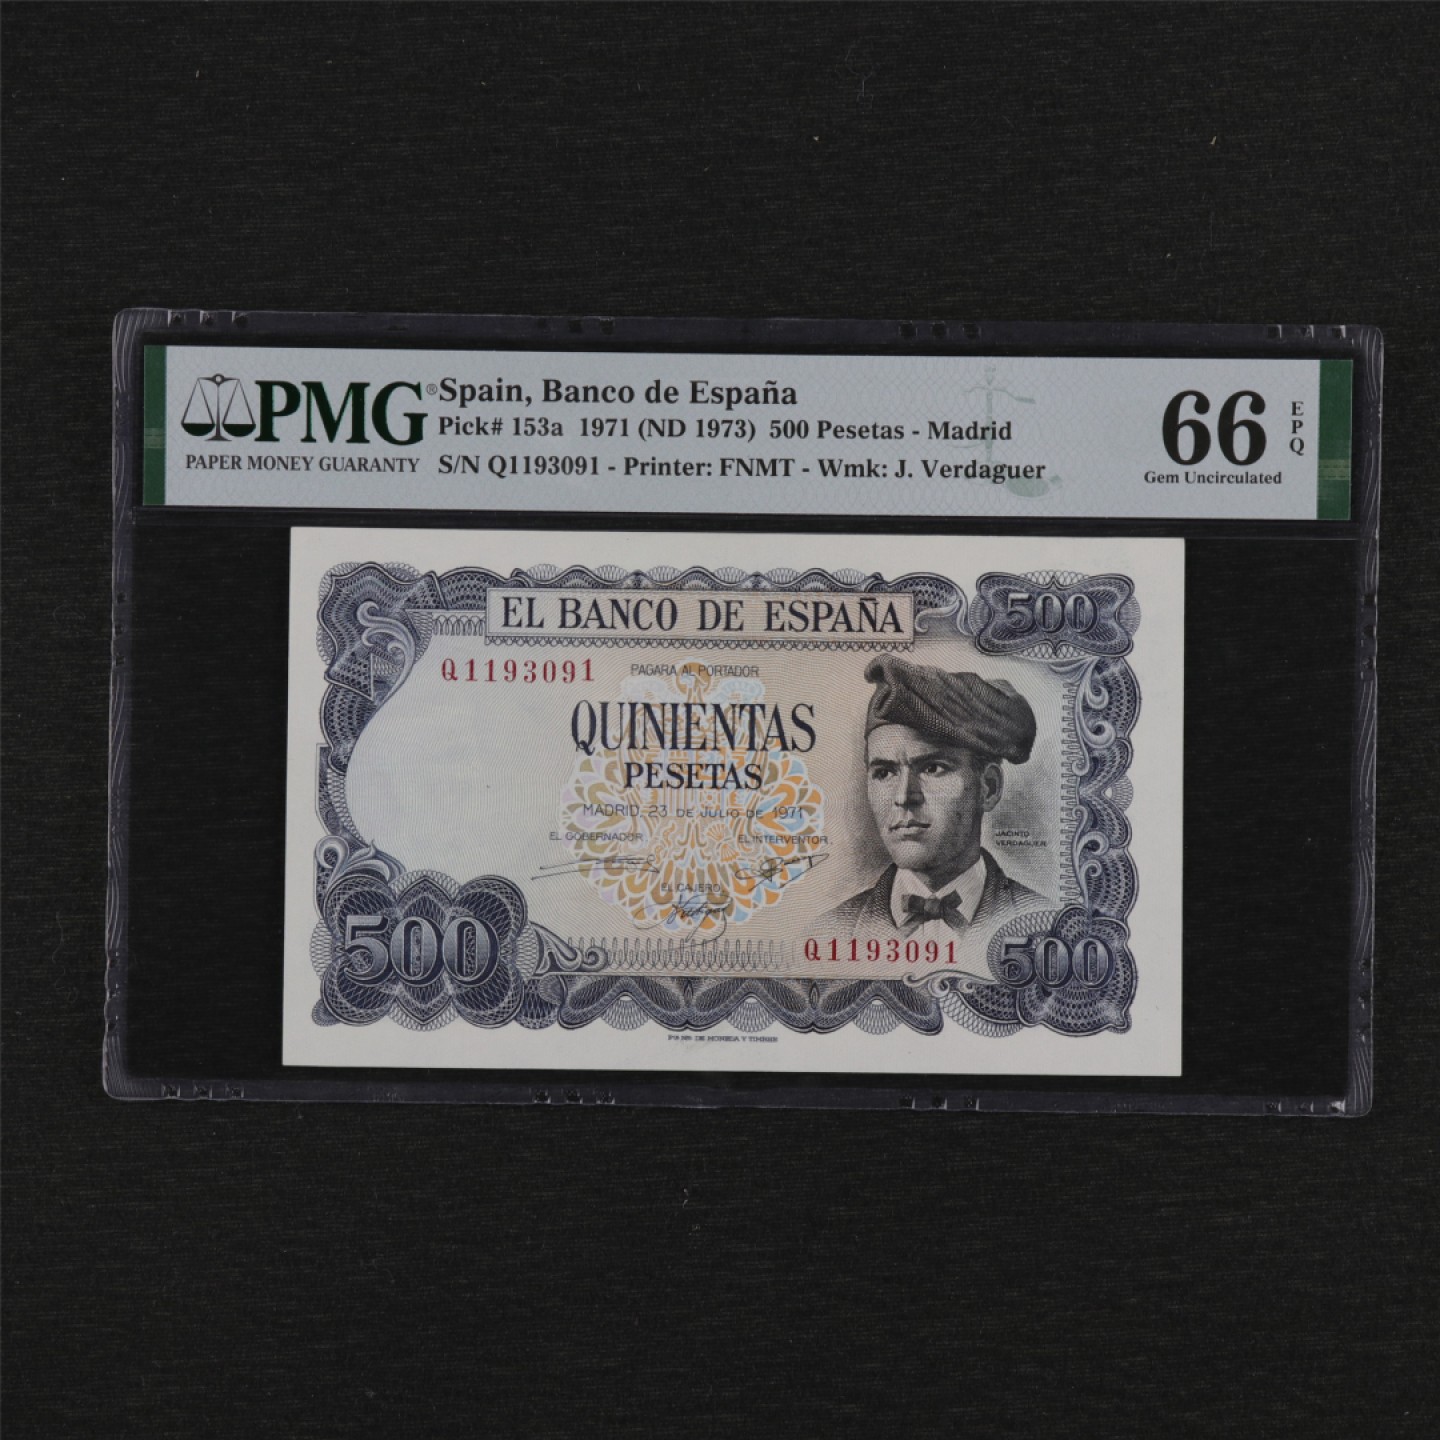 PMG®
PAPER MONEY GUARANTY
Spain, Banco de España
Pick# 153a 1971 (ND 1973) 500 Pesetas - Madrid
S/N Q1193091 - Printer: FNMT - Wmk: J. Verdaguer
66
EPQ
Gem Uncirculated
EL BANCO DE ESPAÑA
500
Q1193091
PAGARA AL PORTADOR
QUINIENTAS
PESETAS
MADRID, 23 DE JULIO DE 1971
EL GOBERNADOR,
EL INTERVENTOR,
JACINTO
VERDAGUER
EL CAJERO,
500
Q1193091
500